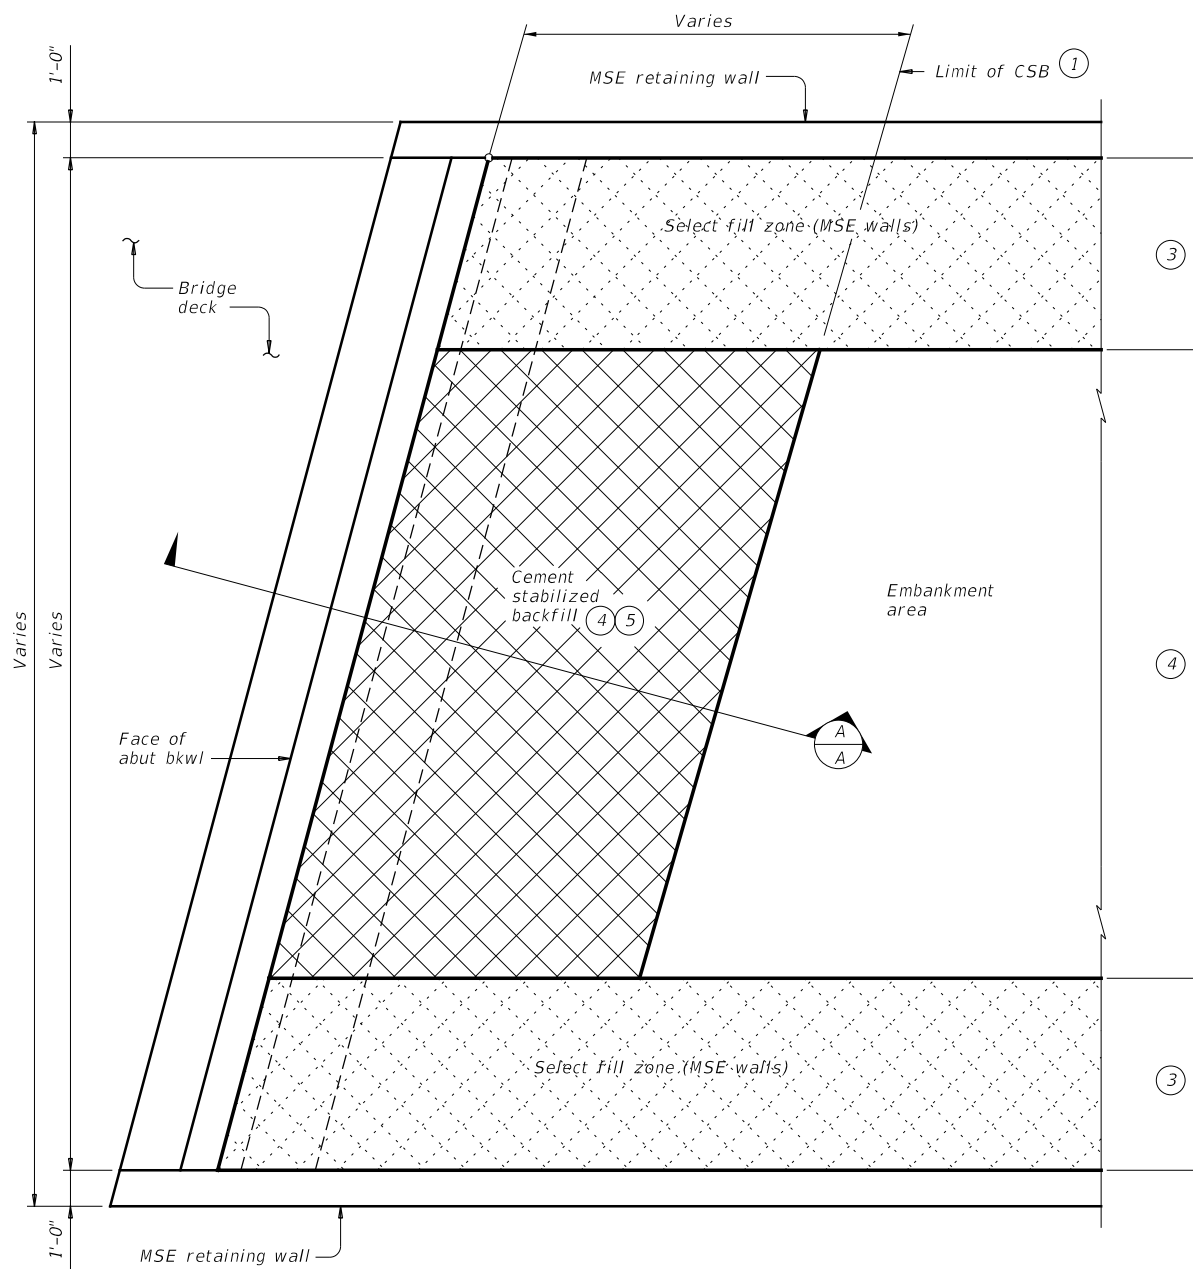 Varies
1'-0"
MSE retaining wall
Limit of CSB 1
Select fill zone (MSE walls)
3
Bridge
deck
Cement
stabilized
backfill 4 5
Embankment
area
Varies
Varies
4
A
A
Face of
abut bkwl
Select fill zone (MSE walls)
3
1'-0"
MSE retaining wall